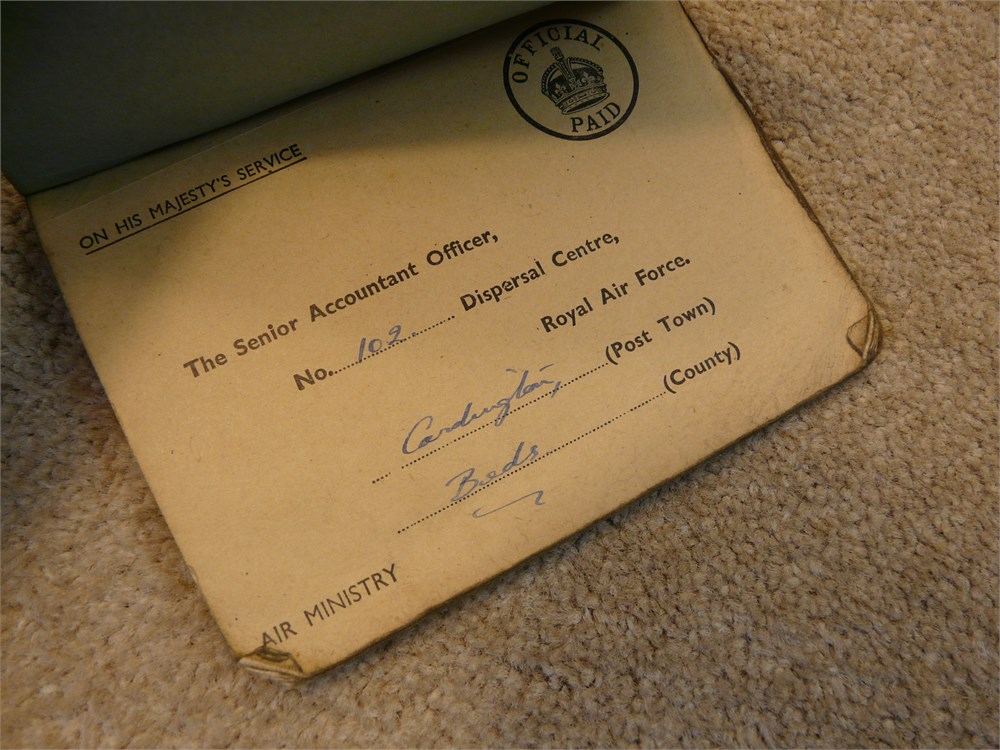 OFFICIAL
PAID
ON HIS MAJESTY'S SERVICE
The Senior Accountant Officer,
No. 102. Dispersal Centre,
Royal Air Force.
Cardington, (Post Town)
Beds (County)
AIR MINISTRY